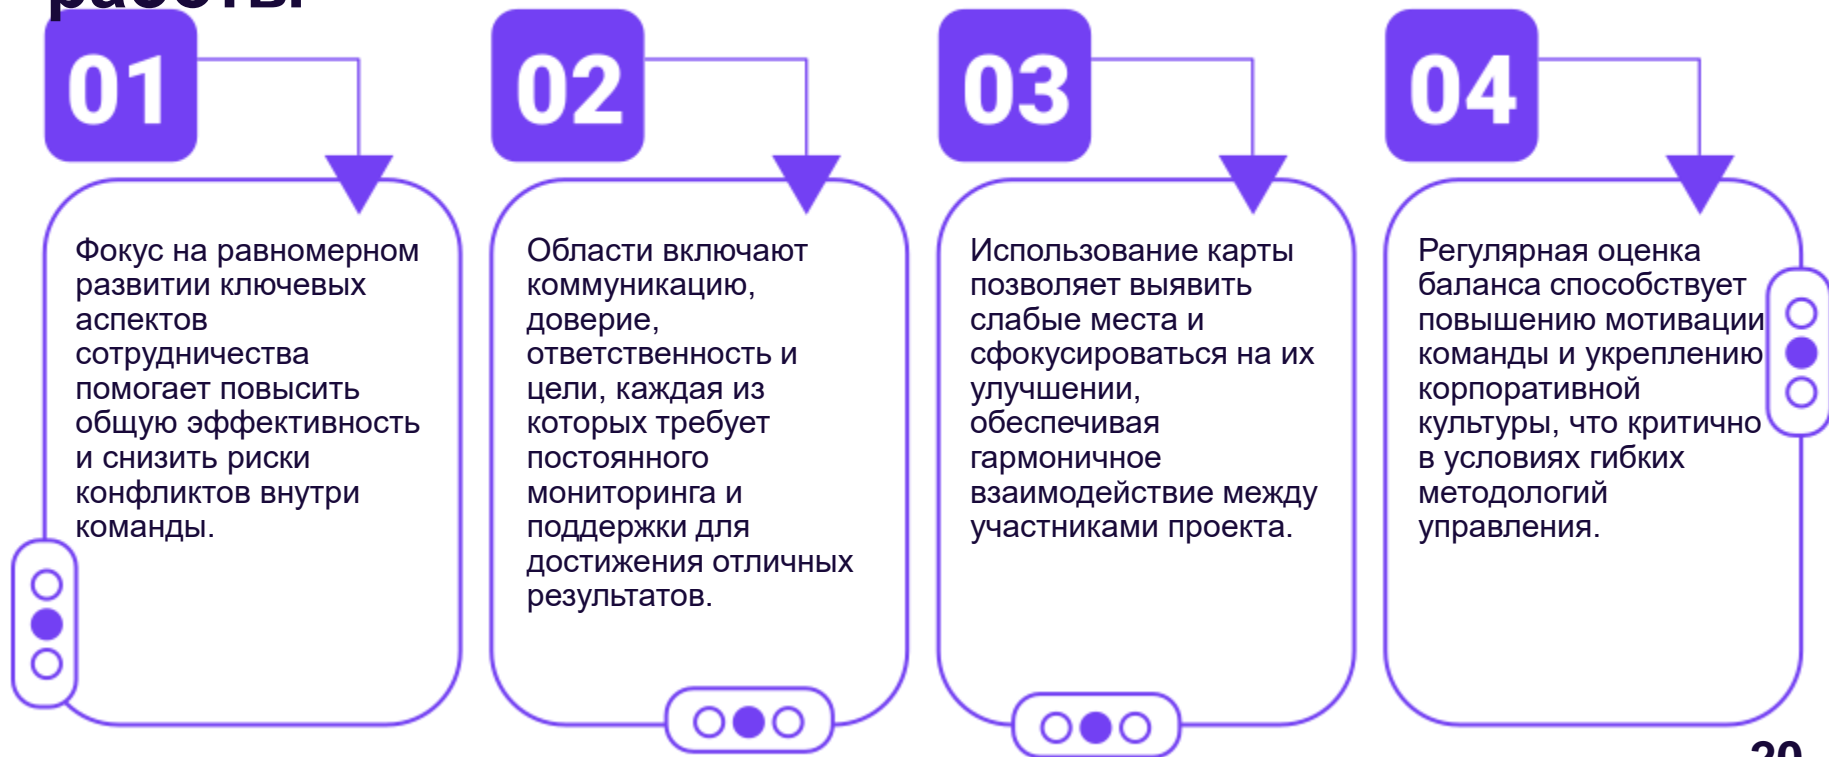 работы
01
02
03
04
Фокус на равномерном
развитии ключевых
аспектов
сотрудничества
помогает повысить
общую эффективность
и снизить риски
конфликтов внутри
команды.
Области включают
коммуникацию,
доверие,
ответственность и
цели, каждая из
которых требует
постоянного
мониторинга и
поддержки для
достижения отличных
результатов.
Использование карты
позволяет выявить
слабые места и
сфокусироваться на их
улучшении,
обеспечивая
гармоничное
взаимодействие между
участниками проекта.
Регулярная оценка
баланса способствует
повышению мотивации
команды и укреплению
корпоративной
культуры, что критично
в условиях гибких
методологий
управления.
20